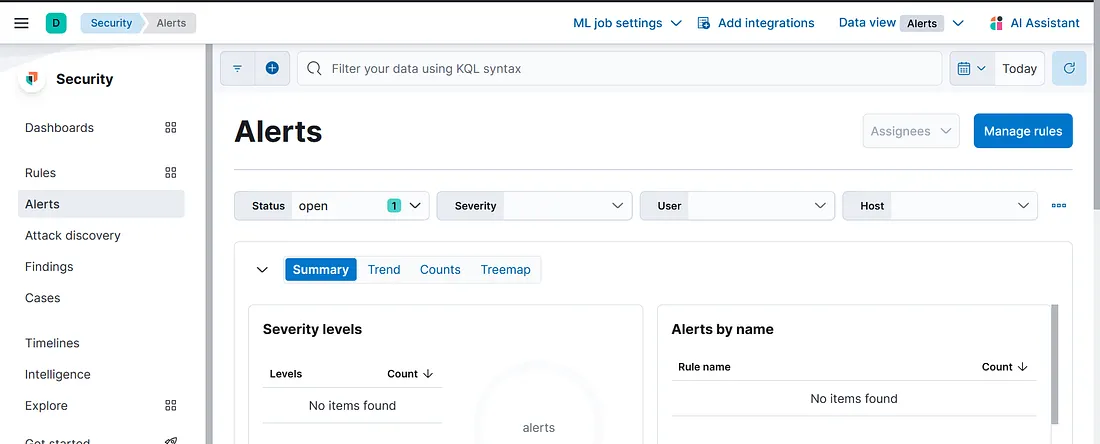 D Security Alerts ML job settings Add integrations Data view Alerts AI Assistant
Security
Filter your data using KQL syntax Today
Dashboards
Rules
Alerts
Attack discovery
Findings
Cases
Timelines
Intelligence
Explore
Get started
Alerts
Assignees Manage rules
Status open 1 Severity User Host
Summary Trend Counts Treemap
Severity levels
Levels Count
No items found
alerts
Alerts by name
Rule name Count
No items found